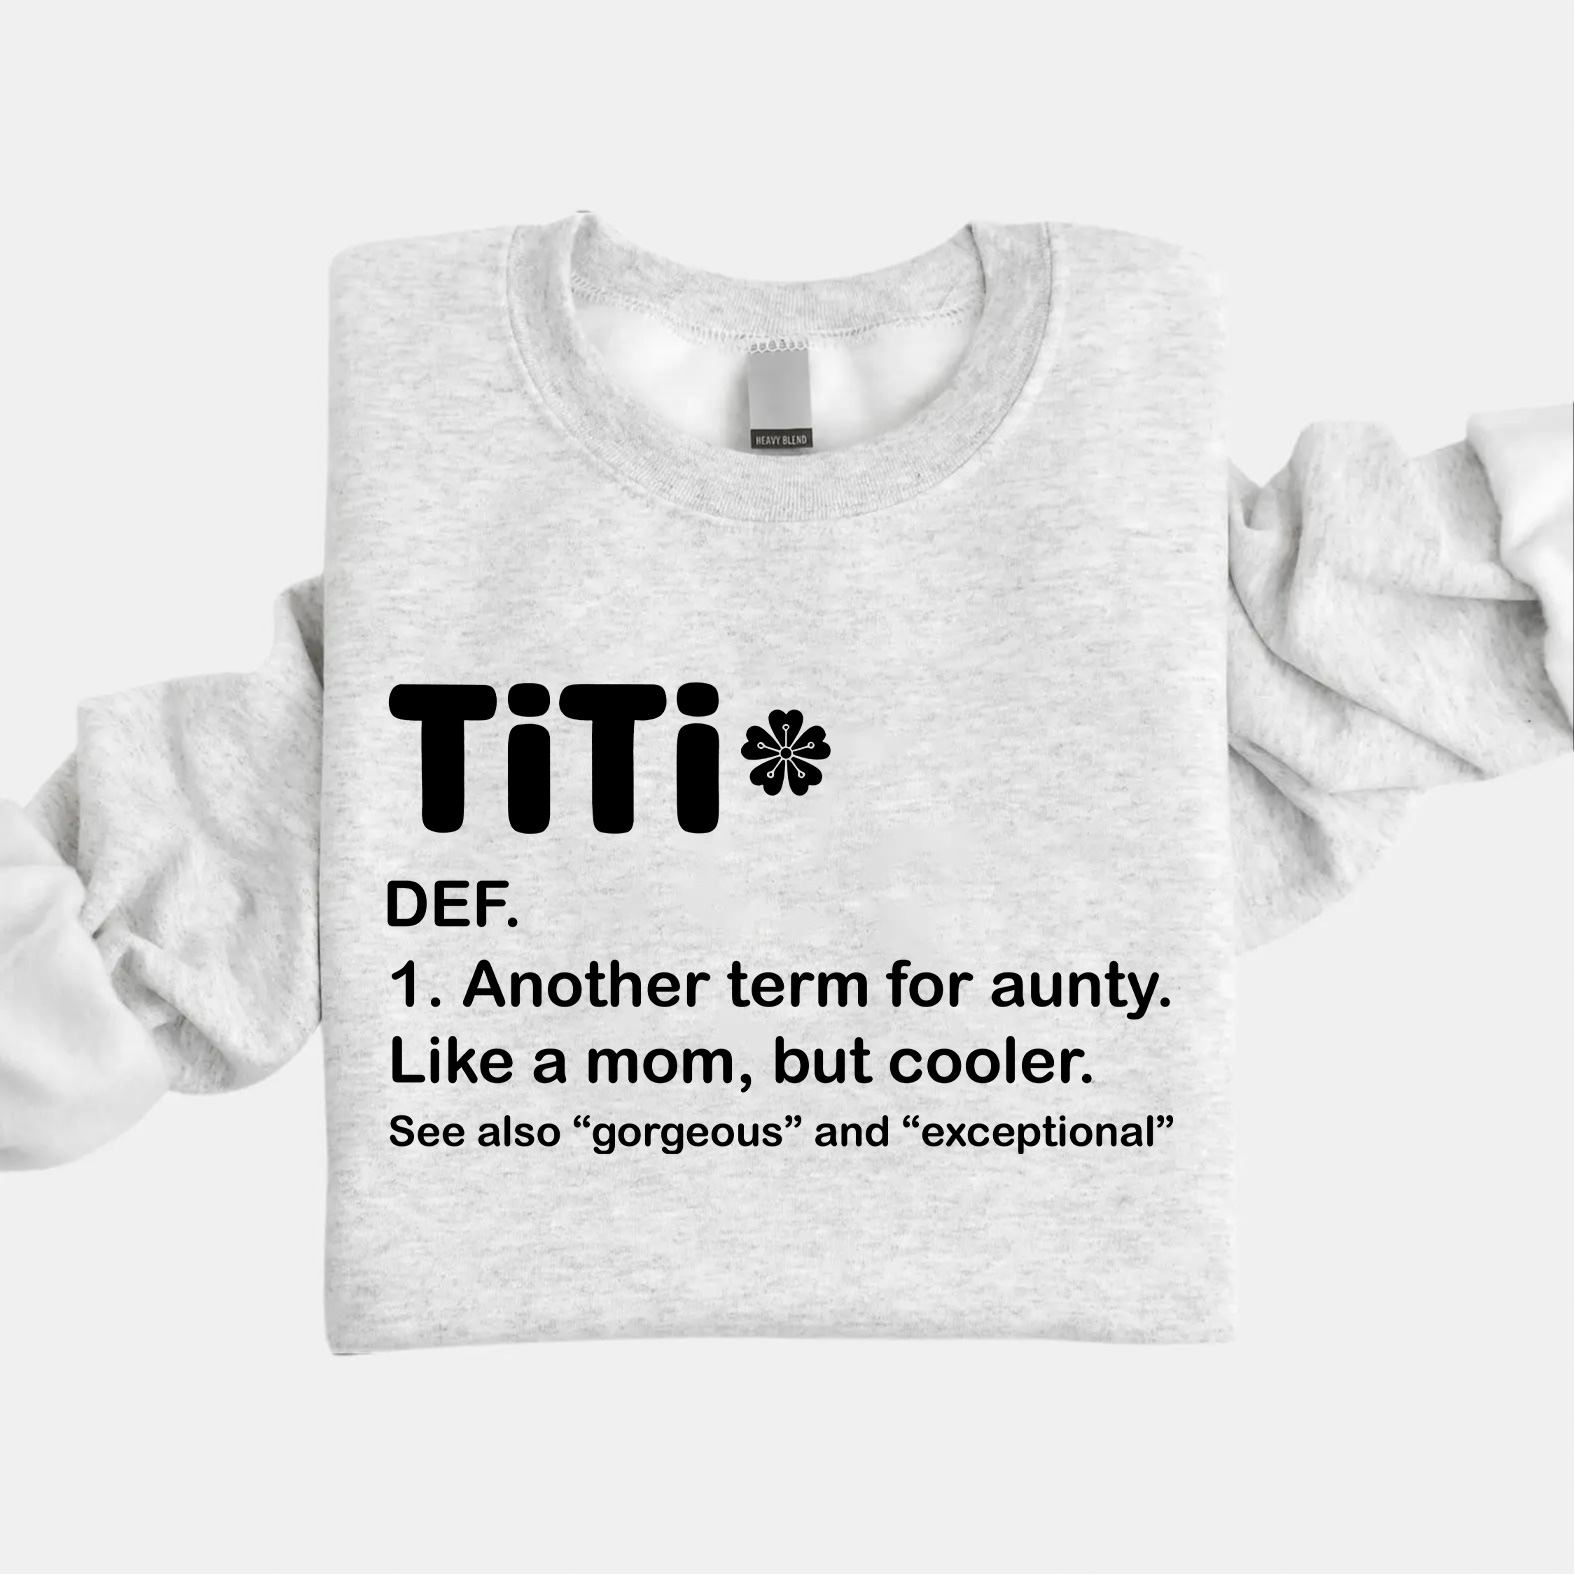 HEAVY BLEND
TiTi
DEF.
1. Another term for aunty.
Like a mom, but cooler.
See also “gorgeous” and “exceptional”